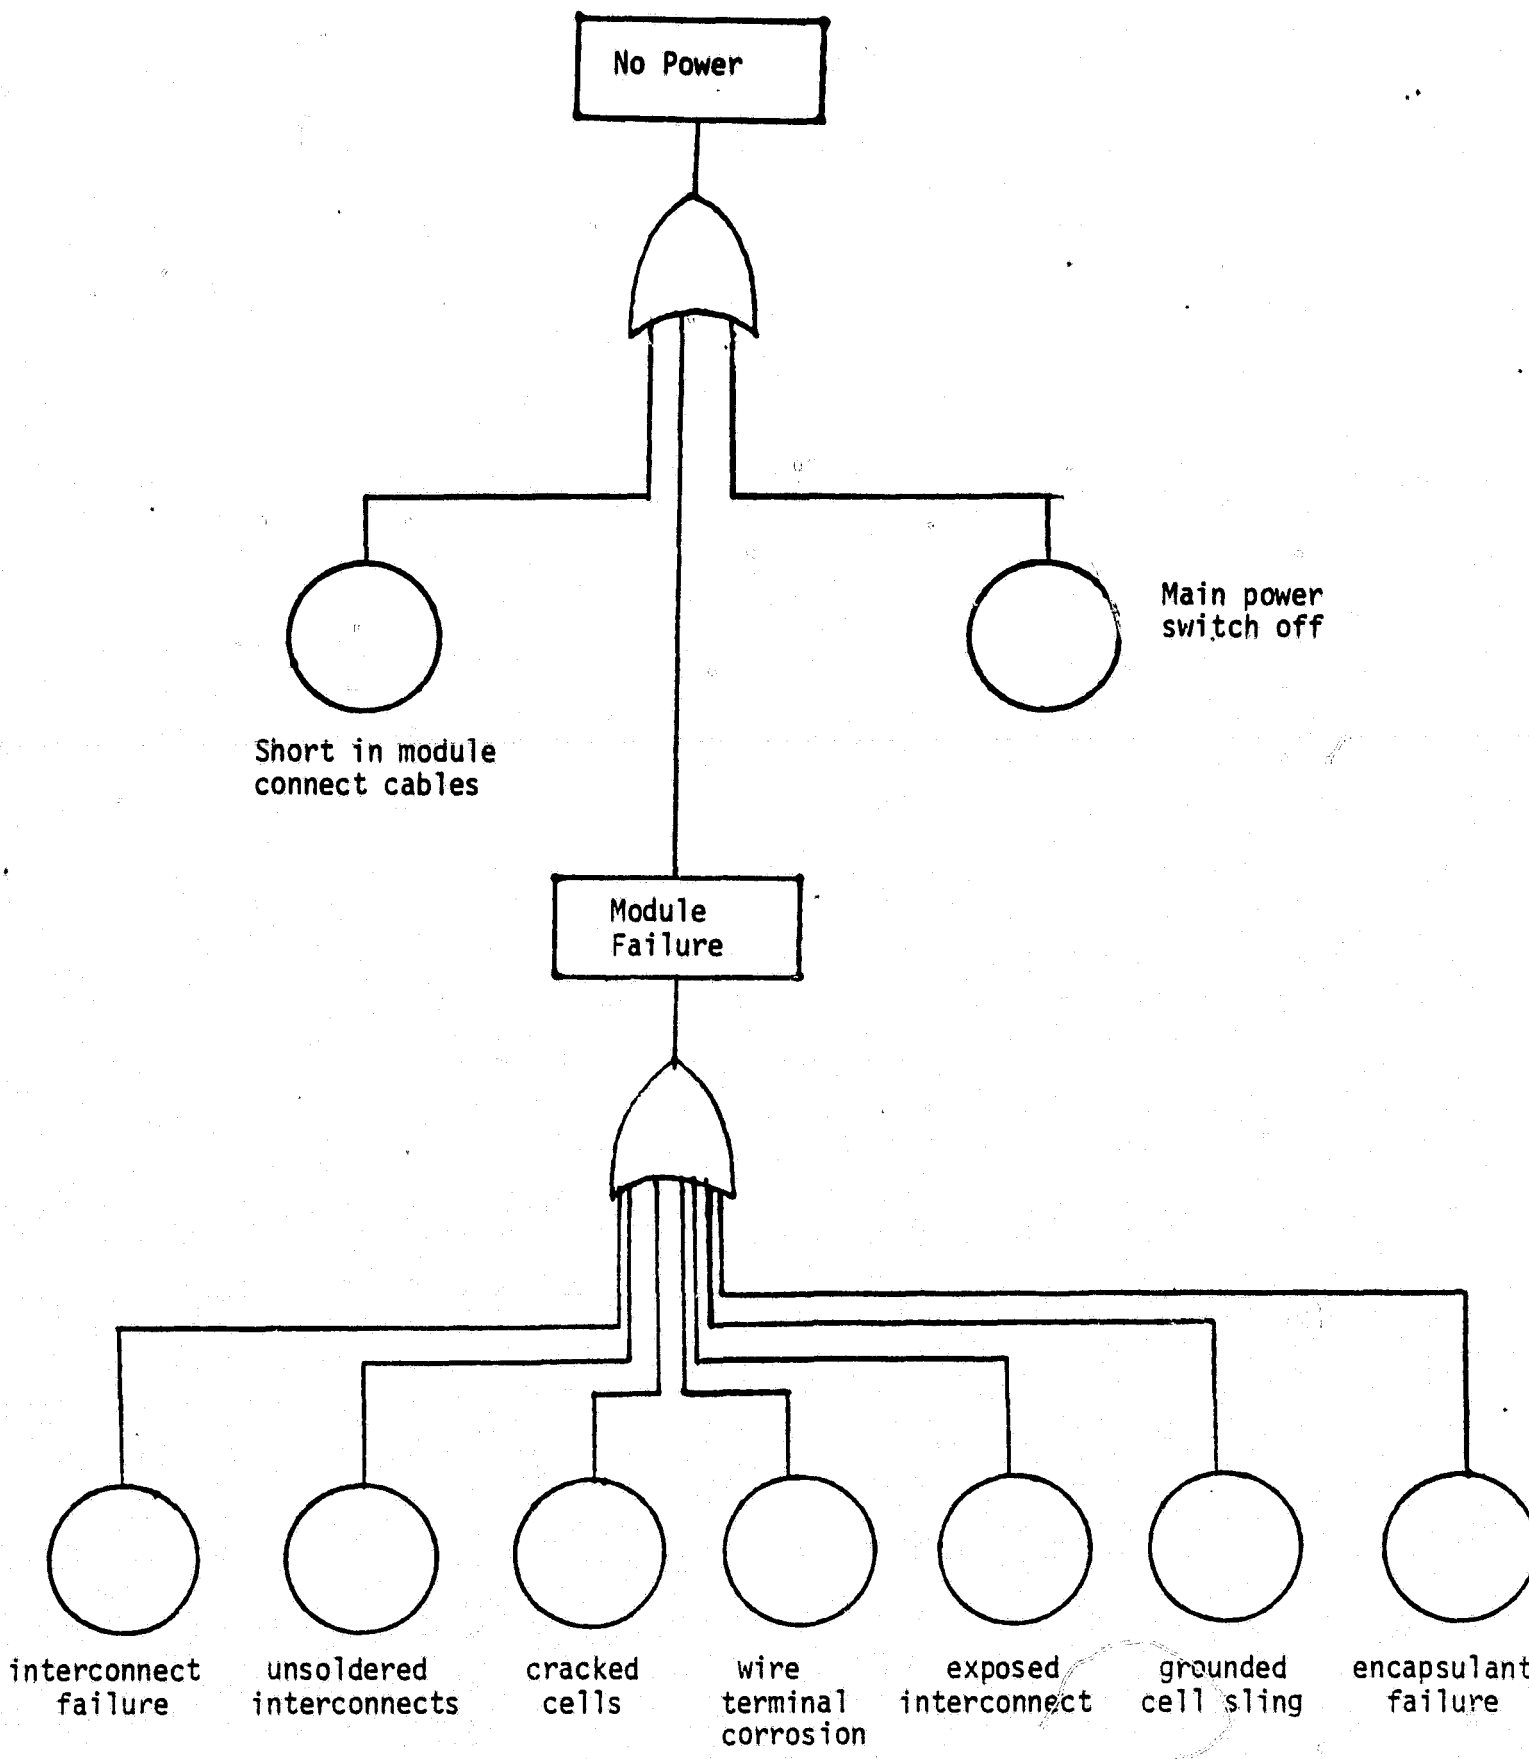 No Power
Main power
switch off
Short in module
connect cables
Module
Failure
interconnect
failure
unsoldered
interconnects
cracked
cells
wire
terminal
corrosion
exposed
interconnect
grounded
cell sling
encapsulant
failure